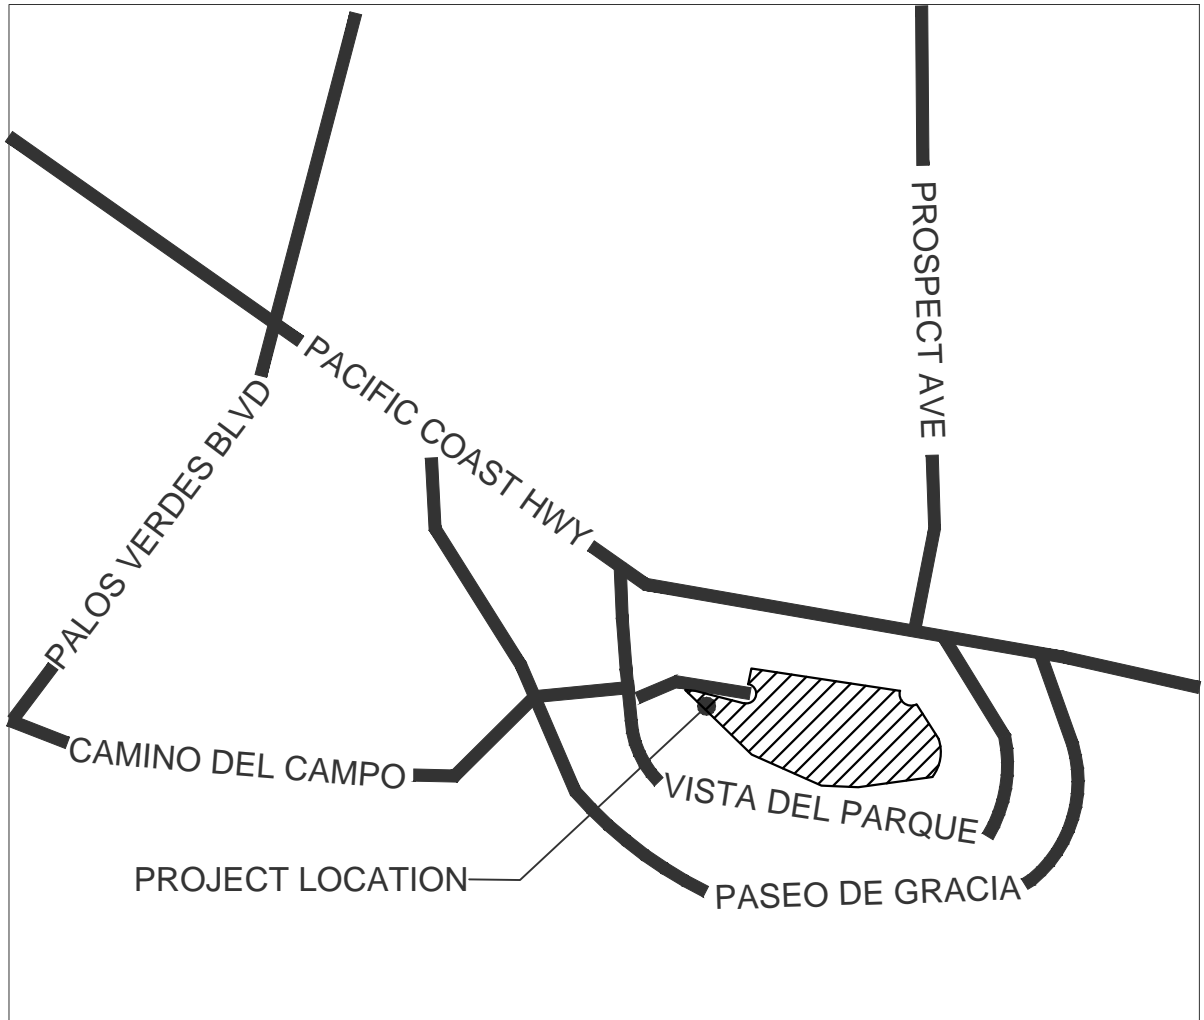 PROSPECT AVE
PACIFIC COAST HWY
PALOS VERDES BLVD
CAMINO DEL CAMPO
VISTA DEL PARQUE
PROJECT LOCATION
PASEO DE GRACIA